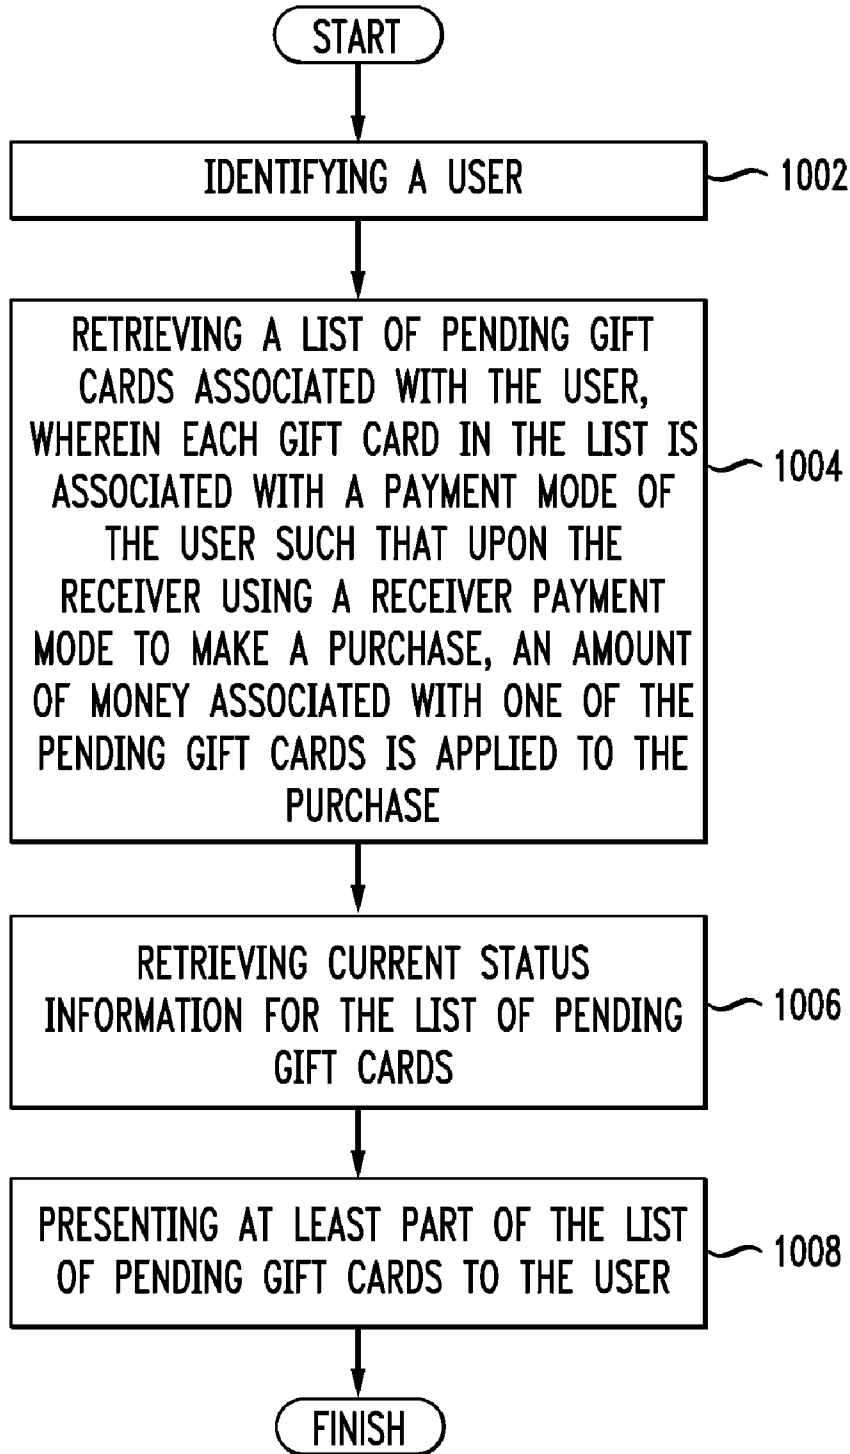 START
IDENTIFYING A USER
1002
RETRIEVING A LIST OF PENDING GIFT
CARDS ASSOCIATED WITH THE USER,
WHEREIN EACH GIFT CARD IN THE LIST IS
ASSOCIATED WITH A PAYMENT MODE OF
THE USER SUCH THAT UPON THE
RECEIVER USING A RECEIVER PAYMENT
MODE TO MAKE A PURCHASE, AN AMOUNT
OF MONEY ASSOCIATED WITH ONE OF THE
PENDING GIFT CARDS IS APPLIED TO THE
PURCHASE
1004
RETRIEVING CURRENT STATUS
INFORMATION FOR THE LIST OF PENDING
GIFT CARDS
1006
PRESENTING AT LEAST PART OF THE LIST
OF PENDING GIFT CARDS TO THE USER
1008
FINISH